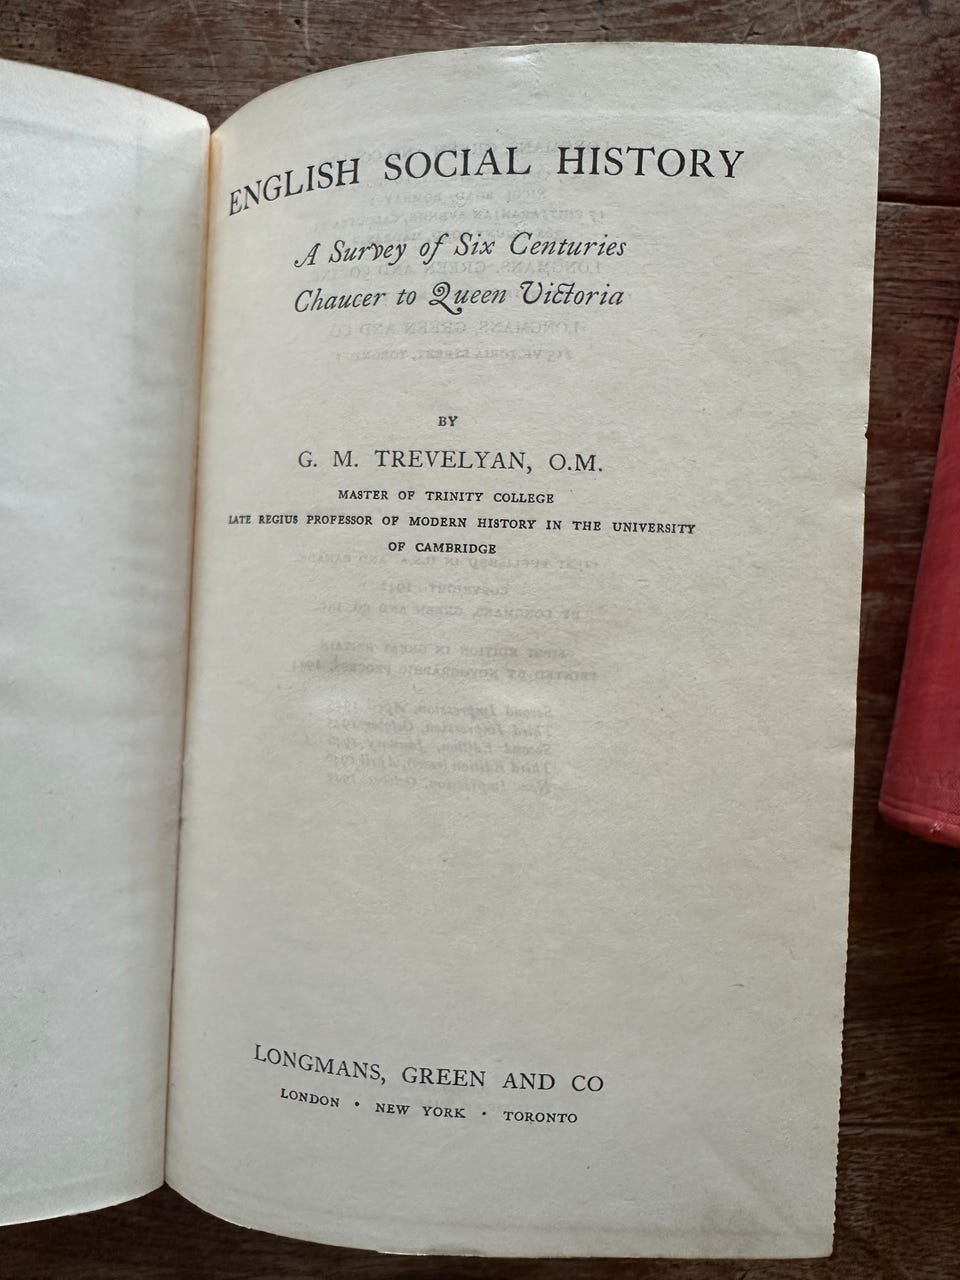 ENGLISH SOCIAL HISTORY
A Survey of Six Centuries
Chaucer to Queen Victoria
BY
G. M. TREVELYAN, O.M.
MASTER OF TRINITY COLLEGE
LATE REGIUS PROFESSOR OF MODERN HISTORY IN THE UNIVERSITY
OF CAMBRIDGE
LONGMANS, GREEN AND CO
LONDON • NEW YORK • TORONTO